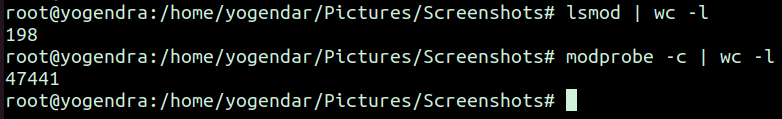 root@yogendra:/home/yogendar/Pictures/Screenshots# lsmod | wc -l
198
root@yogendra:/home/yogendar/Pictures/Screenshots# modprobe -c | wc -l
47441
root@yogendra:/home/yogendar/Pictures/Screenshots#